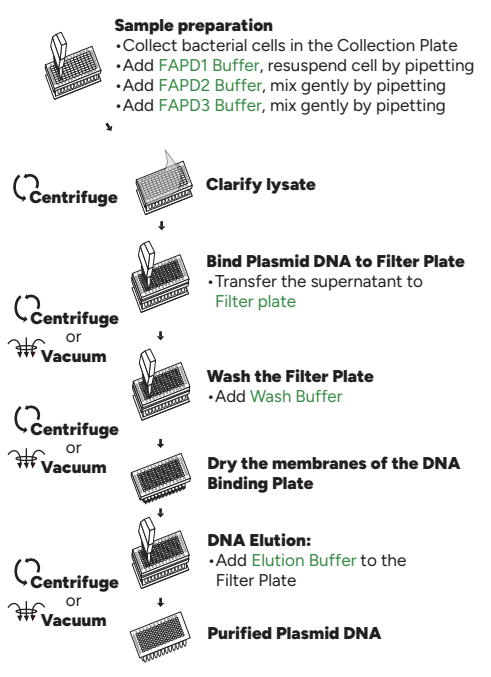 Sample preparation
•Collect bacterial cells in the Collection Plate
•Add FAPD1 Buffer, resuspend cell by pipetting
•Add FAPD2 Buffer, mix gently by pipetting
•Add FAPD3 Buffer, mix gently by pipetting
Centrifuge
Clarify lysate
Bind Plasmid DNA to Filter Plate
•Transfer the supernatant to
Filter plate
Centrifuge
or
Vacuum
Wash the Filter Plate
•Add Wash Buffer
Centrifuge
or
Vacuum
Dry the membranes of the DNA
Binding Plate
DNA Elution:
•Add Elution Buffer to the
Filter Plate
Centrifuge
or
Vacuum
Purified Plasmid DNA